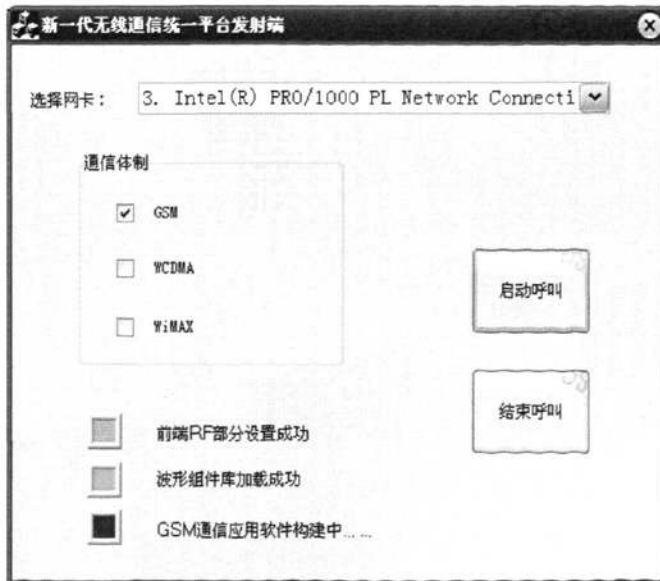 新一代无线通信统一平台发射端
选择网卡：
3. Intel(R) PRO/1000 PL Network Connecti
通信体制
GSM
WCDMA
WiMAX
启动呼叫
结束呼叫
前端RF部分设置成功
波形组件库加载成功
GSM通信应用软件构建中... ...